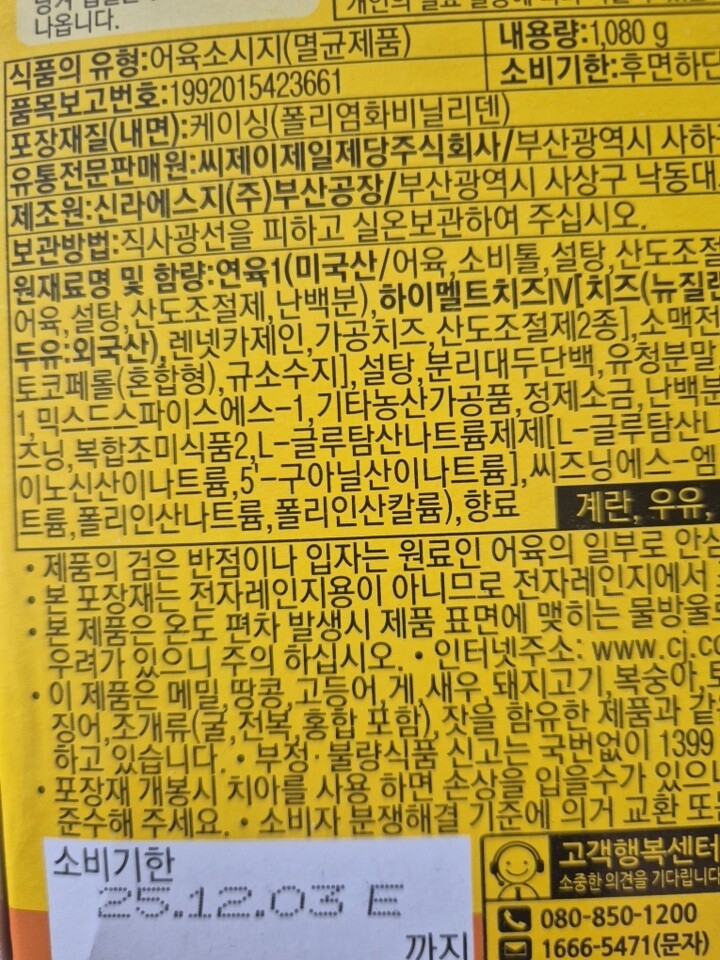 나옵니다.
식품의 유형:어육소시지(멸균제품)
내용량:1,080 g
품목보고번호:1992015423661
소비기한:후면하단
포장재질(내면):케이싱(폴리염화비닐리덴)
유통전문판매원:씨제이제일제당주식회사/부산광역시 사하
제조원:신라에스지(주)부산공장/부산광역시 사상구 낙동대
보관방법:직사광선을 피하고 실온보관하여 주십시오.
원재료명 및 함량:연육1(미국산/어육,소비톨,설탕,산도조절
어육,설탕,산도조절제,난백분),하이멜트치즈Ⅳ[치즈(뉴질랜
두유:외국산),렌넷카제인,가공치즈,산도조절제2종],소맥전
토코페롤(혼합형),규소수지],설탕,분리대두단백,유청분말,
1,믹스드스파이스에스-1,기타농산가공품,정제소금,난백분
즈닝,복합조미식품2,L-글루탐산나트륨제제[L-글루탐산나
이노신산이나트륨,5'-구아닐산이나트륨],씨즈닝에스-엠
트륨,폴리인산나트륨,폴리인산칼륨),향료
계란, 우유,
• 제품의 검은 반점이나 입자는 원료인 어육의 일부로 안심
• 본 포장재는 전자레인지용이 아니므로 전자레인지에서
• 본 제품은 온도 편차 발생시 제품 표면에 맺히는 물방울로
우려가 있으니 주의 하십시오. • 인터넷주소: www.cj.co
• 이 제품은 메밀,땅콩,고등어,게,새우,돼지고기,복숭아,토
징어,조개류(굴,전복,홍합 포함),잣을 함유한 제품과 같
하고 있습니다. • 부정·불량식품 신고는 국번없이 1399
• 포장재 개봉시 치아를 사용 하면 손상을 입을수가 있으니
준수해 주세요. • 소비자 분쟁해결 기준에 의거 교환 또
소비기한
25.12.03 E
까지
고객행복센터
소중한 의견을 기다립니다
080-850-1200
1666-5471(문자)